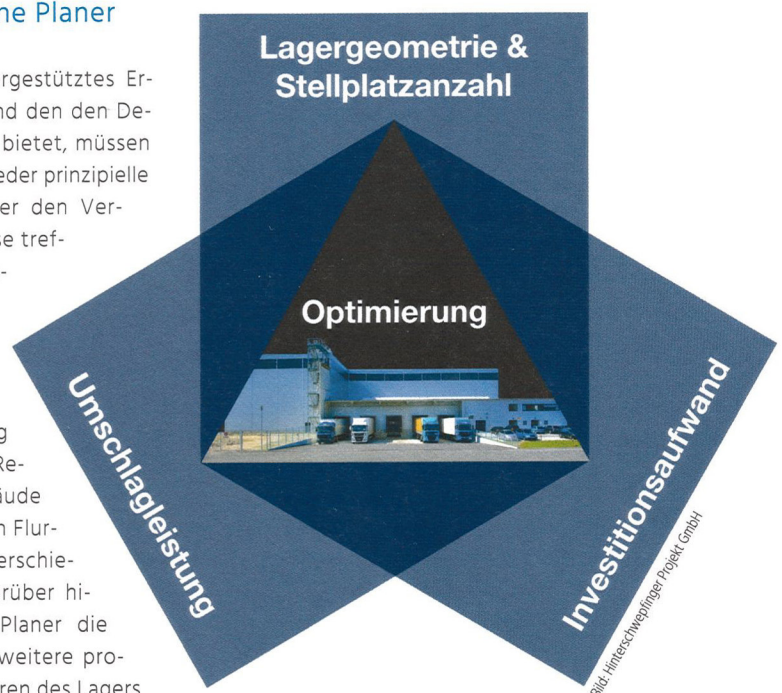 ne Planer
rgestütztes Er-
nd den den De-
bietet, müssen
eder prinzipielle
er den Ver-
se tref-
-
g
Re-
äude
n Flur-
erschie-
rüber hi-
Planer die
weitere pro-
ren des Lagers
Lagergeometrie &
Stellplatzanzahl
Optimierung
Umschlagleistung
Investitionsaufwand
Bild: Hinterschwepfinger Projekt GmbH